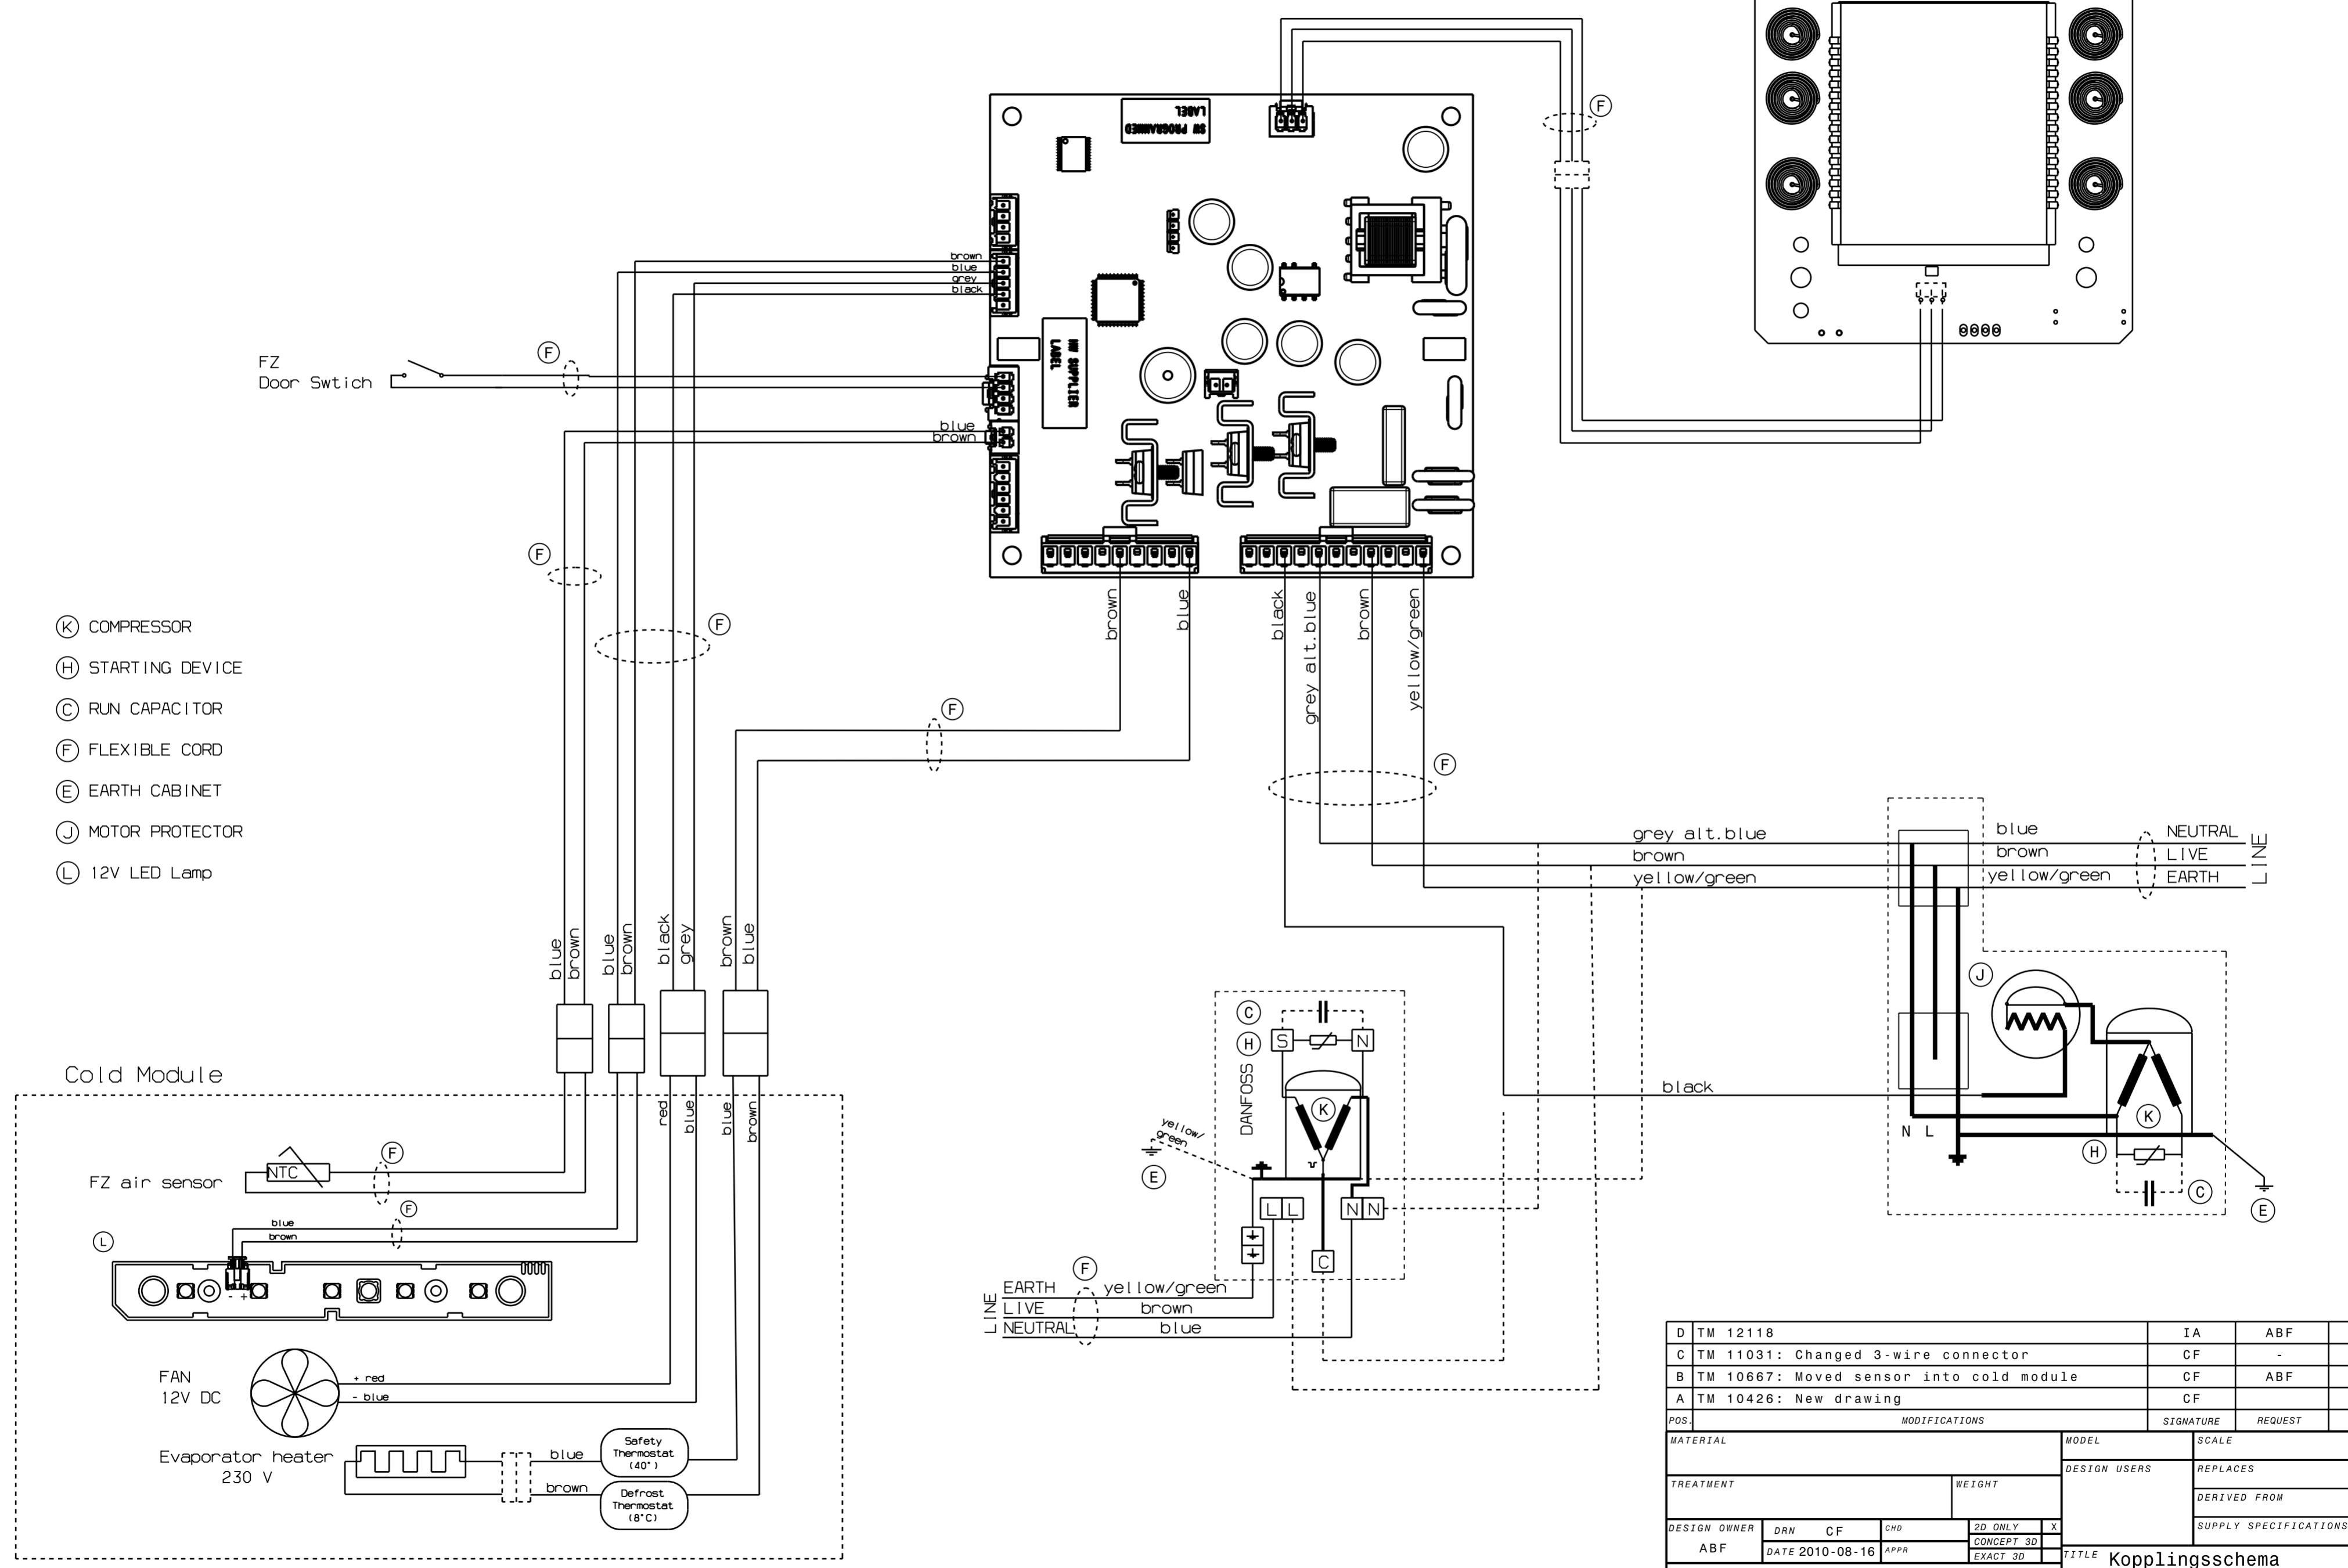 SW PROGRAMMED
LABEL
F
brown
blue
grey
black
HW SUPPLIER
LABEL
FZ
Door Swtich
F
blue
brown
F
F
brown
blue
black
grey alt.blue
brown
yellow/green
K COMPRESSOR
H STARTING DEVICE
C RUN CAPACITOR
F FLEXIBLE CORD
E EARTH CABINET
J MOTOR PROTECTOR
L 12V LED Lamp
F
F
grey alt.blue
brown
yellow/green
blue
brown
yellow/green
NEUTRAL
LIVE
EARTH
LINE
blue
brown
blue
brown
black
grey
brown
blue
J
C
H
S
N
DANFOSS
K
black
N L
K
H
C
E
Cold Module
red
blue
blue
brown
yellow/
green
E
NTC
F
FZ air sensor
F
blue
brown
L
- +
L L
N N
C
F
EARTH yellow/green
LIVE brown
NEUTRAL blue
LINE
FAN
12V DC
+ red
- blue
Evaporator heater
230 V
blue
brown
Safety
Thermostat
(40°)
Defrost
Thermostat
(8°C)
D TM 12118 IA ABF
C TM 11031: Changed 3-wire connector CF -
B TM 10667: Moved sensor into cold module CF ABF
A TM 10426: New drawing CF
POS. MODIFICATIONS SIGNATURE REQUEST
MATERIAL
MODEL
SCALE
DESIGN USERS
REPLACES
TREATMENT
WEIGHT
DERIVED FROM
SUPPLY SPECIFICATIONS
DESIGN OWNER
ABF
DRN CF
CHD
2D ONLY X
CONCEPT 3D
DATE 2010-08-16
APPR
EXACT 3D
TITLE Kopplingsschema